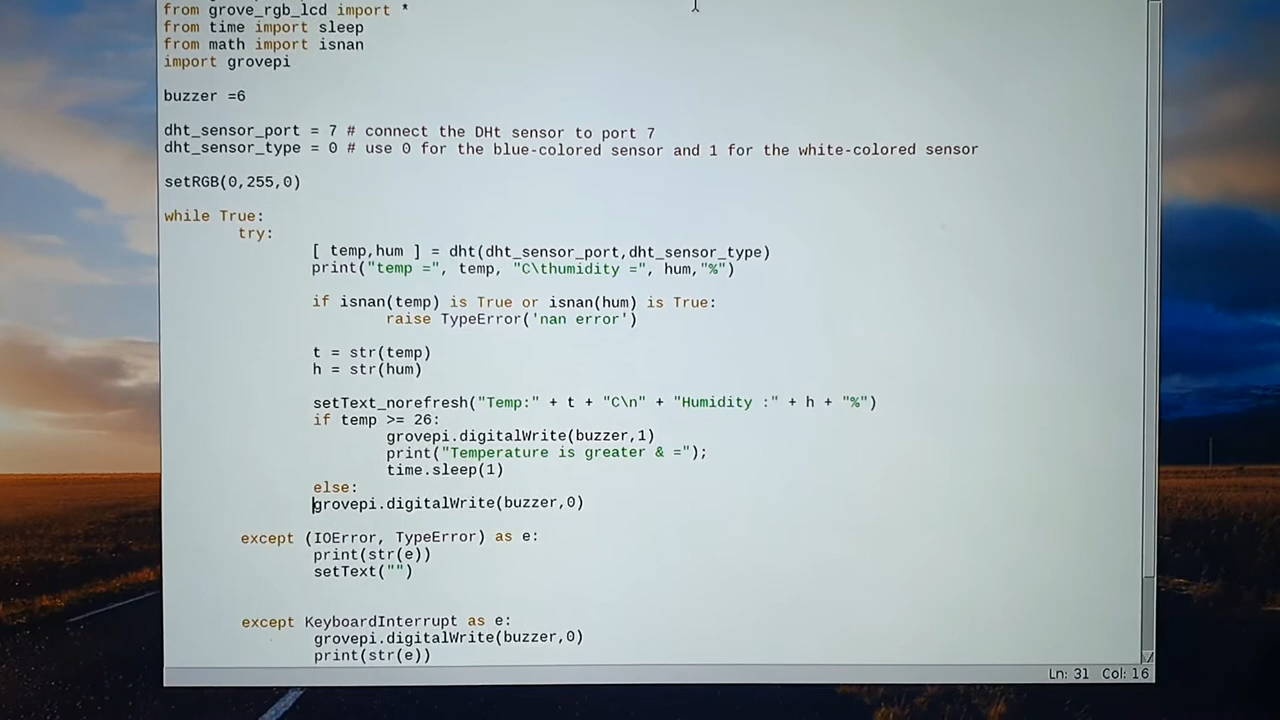 from grove_rgb_lcd import *
from time import sleep
from math import isnan
import grovepi
buzzer =6
dht_sensor_port = 7 # connect the DHt sensor to port 7
dht_sensor_type = 0 # use 0 for the blue-colored sensor and 1 for the white-colored sensor
setRGB(0,255,0)
while True:
try:
[ temp,hum ] = dht(dht_sensor_port,dht_sensor_type)
print("temp =", temp, "C\thumidity =", hum,"%")
if isnan(temp) is True or isnan(hum) is True:
raise TypeError('nan error')
t = str(temp)
h = str(hum)
setText_norefresh("Temp:" + t + "C\n" + "Humidity :" + h + "%")
if temp >= 26:
grovepi.digitalWrite(buzzer,1)
print("Temperature is greater & =");
time.sleep(1)
else:
grovepi.digitalWrite(buzzer,0)
except (IOError, TypeError) as e:
print(str(e))
setText("")
except KeyboardInterrupt as e:
grovepi.digitalWrite(buzzer,0)
print(str(e))
Ln: 31 Col: 16